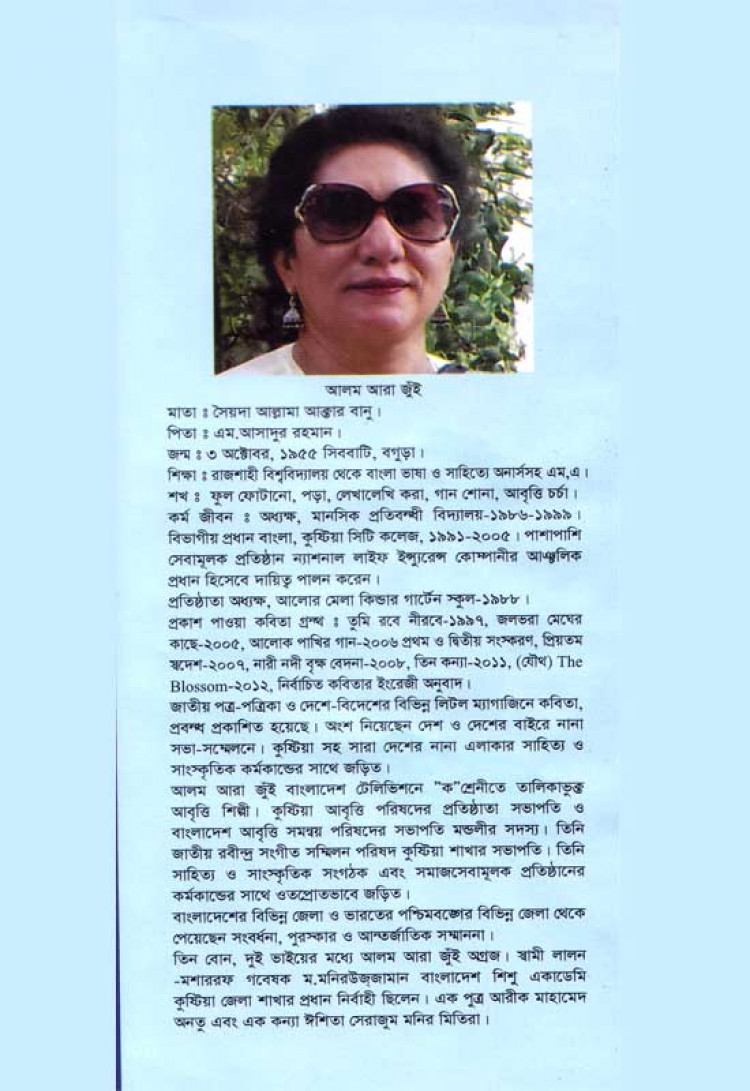 আলম আরা জুঁই
মাতা ঃ সৈয়দা আল্লামা আক্তার বানু।
পিতা ঃ এম.আসাদুর রহমান।
জন্ম ঃ ৩ অক্টোবর, ১৯৫৫ সিববাটি, বগুড়া।
শিক্ষা ঃ রাজশাহী বিশ্ববিদ্যালয় থেকে বাংলা ভাষা ও সাহিত্যে অনার্সসহ এম,এ।
শখ ঃ ফুল ফোটানো, পড়া, লেখালেখি করা, গান শোনা, আবৃত্তি চর্চা।
কর্ম জীবন ঃ অধ্যক্ষ, মানসিক প্রতিবন্ধী বিদ্যালয়-১৯৮৬-১৯৯৯।
বিভাগীয় প্রধান বাংলা, কুষ্টিয়া সিটি কলেজ, ১৯৯১-২০০৫। পাশাপাশি
সেবামূলক প্রতিষ্ঠান ন্যাশনাল লাইফ ইন্স্যুরেন্স কোম্পানীর আঞ্চলিক
প্রধান হিসেবে দায়িত্ব পালন করেন।
প্রতিষ্ঠাতা অধ্যক্ষ, আলোর মেলা কিন্ডার গার্টেন স্কুল-১৯৮৮।
প্রকাশ পাওয়া কবিতা গ্রন্থ ঃ তুমি রবে নীরবে-১৯৯৭, জলভরা মেঘের
কাছে-২০০৫, আলোক পাখির গান-২০০৬ প্রথম ও দ্বিতীয় সংস্করণ, প্রিয়তম
স্বদেশ-২০০৭, নারী নদী বৃক্ষ বেদনা-২০০৮, তিন কন্যা-২০১১, (যৌথ) The
Blossom-২০১২, নির্বাচিত কবিতার ইংরেজী অনুবাদ।
জাতীয় পত্র-পত্রিকা ও দেশে-বিদেশের বিভিন্ন লিটল ম্যাগাজিনে কবিতা,
প্রবন্ধ প্রকাশিত হয়েছে। অংশ নিয়েছেন দেশ ও দেশের বাইরে নানা
সভা-সম্মেলনে। কুষ্টিয়া সহ সারা দেশের নানা এলাকার সাহিত্য ও
সাংস্কৃতিক কর্মকান্ডের সাথে জড়িত।
আলম আরা জুঁই বাংলাদেশ টেলিভিশনে "ক"শ্রেনীতে তালিকাভুক্ত
আবৃত্তি শিল্পী। কুষ্টিয়া আবৃত্তি পরিষদের প্রতিষ্ঠাতা সভাপতি ও
বাংলাদেশ আবৃত্তি সমন্বয় পরিষদের সভাপতি মন্ডলীর সদস্য। তিনি
জাতীয় রবীন্দ্র সংগীত সম্মিলন পরিষদ কুষ্টিয়া শাখার সভাপতি। তিনি
সাহিত্য ও সাংস্কৃতিক সংগঠক এবং সমাজসেবামূলক প্রতিষ্ঠানের
কর্মকান্ডের সাথে ওতপ্রোতভাবে জড়িত।
বাংলাদেশের বিভিন্ন জেলা ও ভারতের পশ্চিমবঙ্গের বিভিন্ন জেলা থেকে
পেয়েছেন সংবর্ধনা, পুরস্কার ও আন্তর্জাতিক সম্মাননা।
তিন বোন, দুই ভাইয়ের মধ্যে আলম আরা জুঁই অগ্রজ। স্বামী লালন
-মশাররফ গবেষক ম.মনিরউজ্জামান বাংলাদেশ শিশু একাডেমি
কুষ্টিয়া জেলা শাখার প্রধান নির্বাহী ছিলেন। এক পুত্র আরীক মাহামেদ
অনতু এবং এক কন্যা ঈশিতা সেরাজুম মনির মিতিরা।